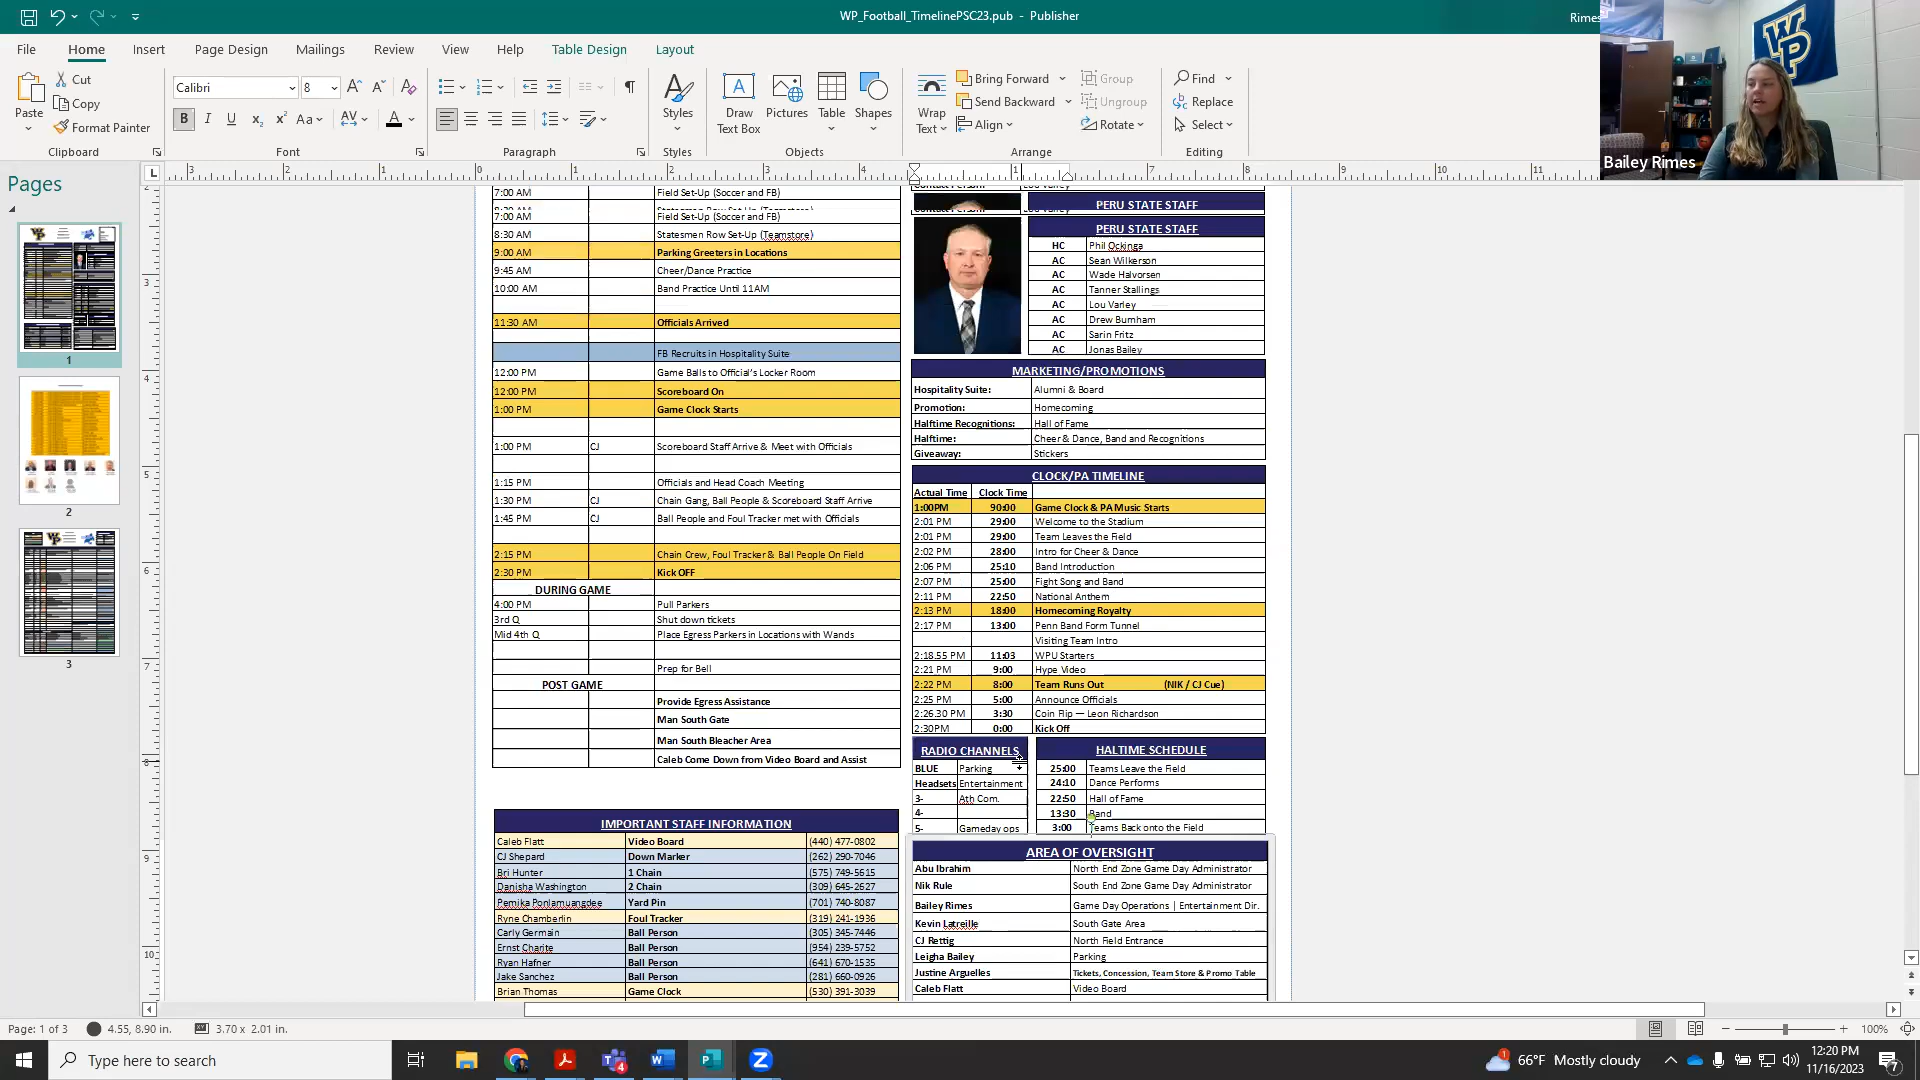 WP_Football_TimelinePSC23.pub - Publisher
Rimes
File Home Insert Page Design Mailings Review View Help Table Design Layout
Paste
Cut
Copy
Format Painter
Clipboard
Calibri 8
Font
Paragraph
Styles
Styles
Draw Text Box
Pictures
Table
Shapes
Objects
Wrap Text
Bring Forward
Send Backward
Align
Group
Ungroup
Rotate
Arrange
Find
Replace
Select
Editing
WP
Bailey Rimes
Pages
1
2
3
7:00 AM Field Set-Up (Soccer and FB)
7:00 AM Field Set-Up (Soccer and FB)
8:30 AM Statesmen Row Set-Up (Teamstore)
9:00 AM Parking Greeters in Locations
9:45 AM Cheer/Dance Practice
10:00 AM Band Practice Until 11AM
11:30 AM Officials Arrived
FB Recruits in Hospitality Suite
12:00 PM Game Balls to Official's Locker Room
12:00 PM Scoreboard On
1:00 PM Game Clock Starts
1:00 PM CJ Scoreboard Staff Arrive & Meet with Officials
1:15 PM Officials and Head Coach Meeting
1:30 PM CJ Chain Gang, Ball People & Scoreboard Staff Arrive
1:45 PM CJ Ball People and Foul Tracker met with Officials
2:15 PM Chain Crew, Foul Tracker & Ball People On Field
2:30 PM Kick OFF
DURING GAME
4:00 PM Pull Parkers
3rd Q Shut down tickets
Mid 4th Q Place Egress Parkers in Locations with Wands
Prep for Bell
POST GAME
Provide Egress Assistance
Man South Gate
Man South Bleacher Area
Caleb Come Down from Video Board and Assist
IMPORTANT STAFF INFORMATION
Caleb Flatt Video Board (440) 477-0802
CJ Shepard Down Marker (262) 290-7046
Bri Hunter 1 Chain (575) 749-5615
Danisha Washington 2 Chain (309) 645-2627
Pemika Ponlamuangdee Yard Pin (701) 740-8087
Ryne Chamberlin Foul Tracker (319) 241-1936
Carly Germain Ball Person (305) 345-7446
Ernst Charite Ball Person (954) 239-5752
Ryan Hafner Ball Person (641) 670-1535
Jake Sanchez Ball Person (281) 660-0926
Brian Thomas Game Clock (530) 391-3039
PERU STATE STAFF
PERU STATE STAFF
HC Phil Ockinga
AC Sean Wilkerson
AC Wade Halvorsen
AC Tanner Stallings
AC Lou Varley
AC Drew Burnham
AC Sarin Fritz
AC Jonas Bailey
MARKETING/PROMOTIONS
Hospitality Suite: Alumni & Board
Promotion: Homecoming
Halftime Recognitions: Hall of Fame
Halftime: Cheer & Dance, Band and Recognitions
Giveaway: Stickers
CLOCK/PA TIMELINE
Actual Time Clock Time
1:00PM 90:00 Game Clock & PA Music Starts
2:01 PM 29:00 Welcome to the Stadium
2:01 PM 29:00 Team Leaves the Field
2:02 PM 28:00 Intro for Cheer & Dance
2:06 PM 25:10 Band Introduction
2:07 PM 25:00 Fight Song and Band
2:11 PM 22:50 National Anthem
2:13 PM 18:00 Homecoming Royalty
2:17 PM 13:00 Penn Band Form Tunnel
Visiting Team Intro
2:18.55 PM 11:03 WPU Starters
2:21 PM 9:00 Hype Video
2:22 PM 8:00 Team Runs Out (NIK / CJ Cue)
2:25 PM 5:00 Announce Officials
2:26.30 PM 3:30 Coin Flip — Leon Richardson
2:30PM 0:00 Kick Off
RADIO CHANNELS
BLUE Parking
Headsets Entertainment
3- Ath Com.
4-
5- Gameday ops
HALTIME SCHEDULE
25:00 Teams Leave the Field
24:10 Dance Performs
22:50 Hall of Fame
13:30 Band
3:00 Teams Back onto the Field
AREA OF OVERSIGHT
Abu Ibrahim North End Zone Game Day Administrator
Nik Rule South End Zone Game Day Administrator
Bailey Rimes Game Day Operations | Entertainment Dir.
Kevin Latreille South Gate Area
CJ Rettig North Field Entrance
Leigha Bailey Parking
Justine Arguelles Tickets, Concession, Team Store & Promo Table
Caleb Flatt Video Board
Page: 1 of 3 4.55, 8.90 in. 3.70 x 2.01 in. 100%
Type here to search
66°F Mostly cloudy
12:20 PM
11/16/2023